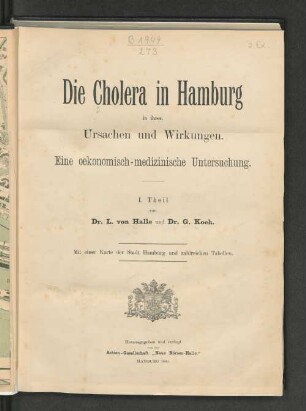 Die Cholera in Hamburg
in ihren
Ursachen und Wirkungen.
Eine oekonomisch-medizinische Untersuchung.
I. Theil
von
Dr. L. von Halle und Dr. G. Koch.
Mit einer Karte der Stadt Hamburg und zahlreichen Tabellen.
Herausgegeben und verlegt
von der
Actien-Gesellschaft „Neue Börsen-Halle."